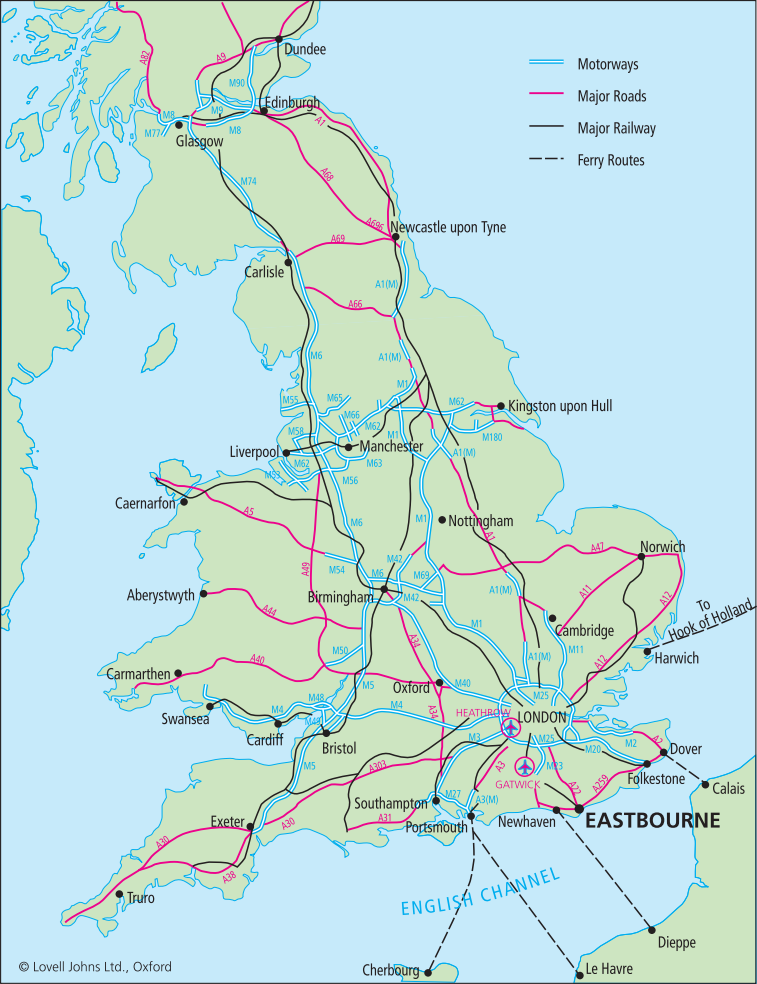 Motorways
Major Roads
Major Railway
Ferry Routes
A82
A9
Dundee
M90
M9
Edinburgh
M8
M77
M8
A1
Glasgow
M74
A68
A696
Newcastle upon Tyne
A69
Carlisle
A1(M)
A66
M6
A1(M)
M1
M55
M65
M66
M62
M62
Kingston upon Hull
M58
M1
M180
Liverpool
Manchester
A1(M)
M62
M63
M53
M56
Caernarfon
A5
M6
M1
Nottingham
A1
A47
Norwich
A49
M54
M42
M6
M69
Birmingham
M42
A1(M)
A11
A12
Aberystwyth
A44
M1
Cambridge
To
Hook of Holland
A34
M50
A1(M)
M11
A12
Harwich
Carmarthen
A40
M5
Oxford
M40
M25
Swansea
M4
M48
M49
M4
A34
HEATHROW
LONDON
Cardiff
Bristol
M3
M25
M2
A2
M20
Dover
M5
A303
A3
M23
GATWICK
Folkestone
Calais
Southampton
M27
A3(M)
A22
A259
Exeter
A30
A31
Portsmouth
Newhaven
EASTBOURNE
A30
A38
Truro
ENGLISH CHANNEL
Dieppe
© Lovell Johns Ltd., Oxford
Cherbourg
Le Havre